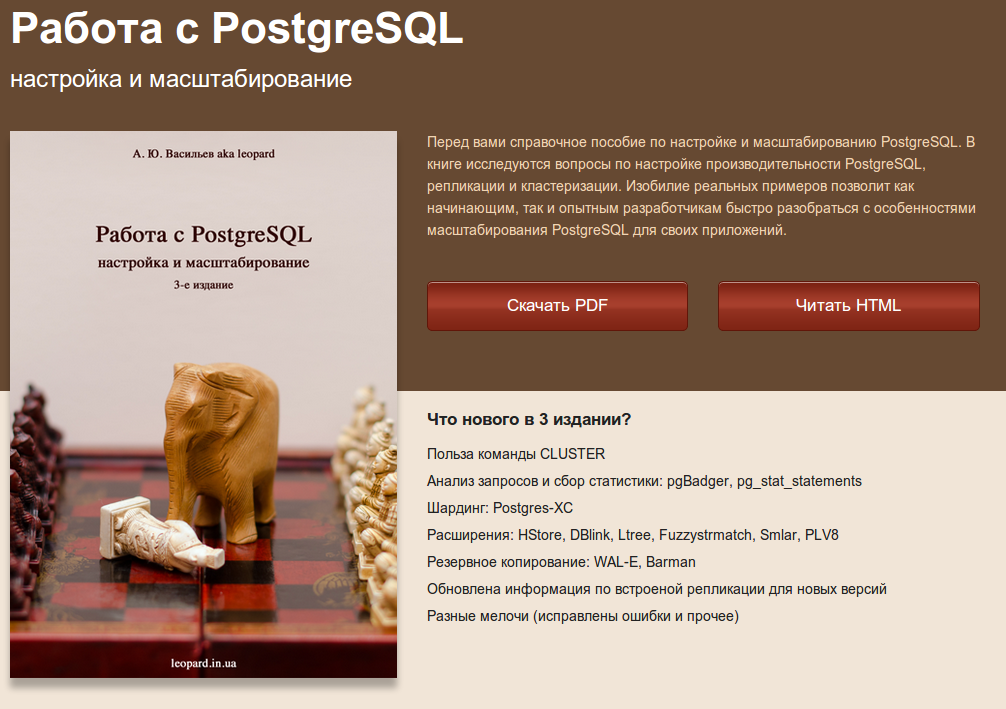 Работа с PostgreSQL
настройка и масштабирование
А. Ю. Васильев aka leopard
Работа с PostgreSQL
настройка и масштабирование
3-е издание
leopard.in.ua
Перед вами справочное пособие по настройке и масштабированию PostgreSQL. В
книге исследуются вопросы по настройке производительности PostgreSQL,
репликации и кластеризации. Изобилие реальных примеров позволит как
начинающим, так и опытным разработчикам быстро разобраться с особенностями
масштабирования PostgreSQL для своих приложений.
Скачать PDF
Читать HTML
Что нового в 3 издании?
Польза команды CLUSTER
Анализ запросов и сбор статистики: pgBadger, pg_stat_statements
Шардинг: Postgres-XC
Расширения: HStore, DBlink, Ltree, Fuzzystrmatch, Smlar, PLV8
Резервное копирование: WAL-E, Barman
Обновлена информация по встроеной репликации для новых версий
Разные мелочи (исправлены ошибки и прочее)